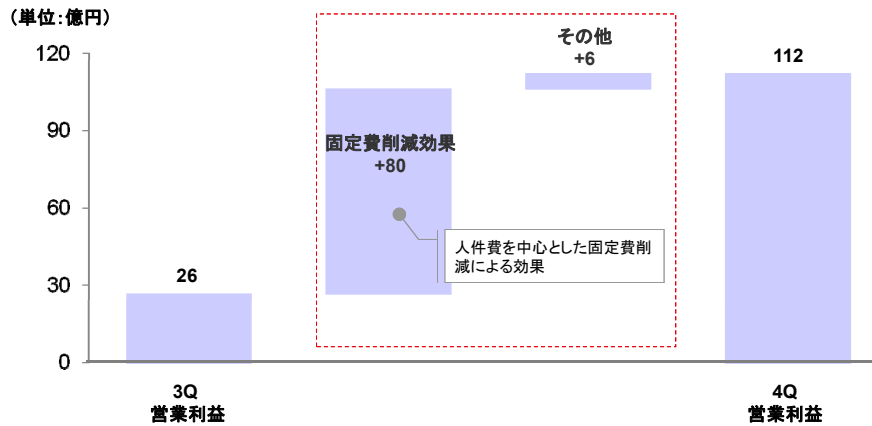 （単位：億円）
120
90
60
30
0
26
固定費削減効果
+80
人件費を中心とした固定費削
減による効果
その他
+6
112
3Q
営業利益
4Q
営業利益